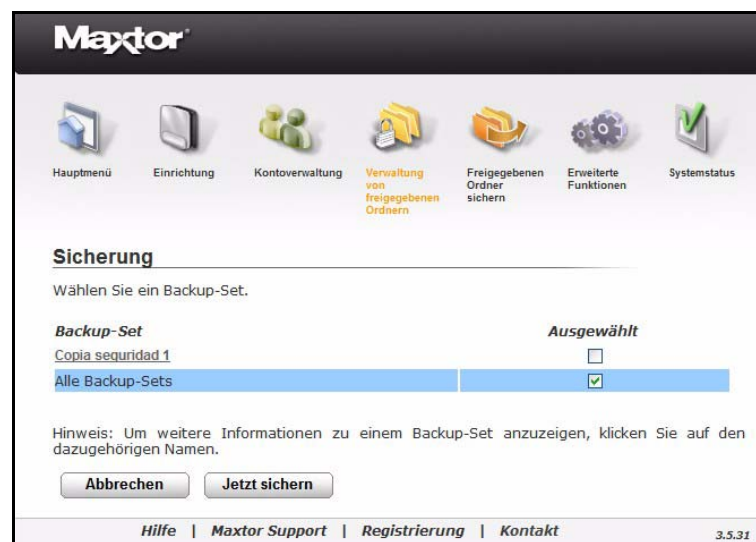 Maxtor
Hauptmenü
Einrichtung
Kontoverwaltung
Verwaltung
von
freigegebenen
Ordnern
Freigegebenen
Ordner
sichern
Erweiterte
Funktionen
Systemstatus
Sicherung
Wählen Sie ein Backup-Set.
Backup-Set Ausgewählt
Copia seguridad 1
Alle Backup-Sets
Hinweis: Um weitere Informationen zu einem Backup-Set anzuzeigen, klicken Sie auf den
dazugehörigen Namen.
Abbrechen Jetzt sichern
Hilfe | Maxtor Support | Registrierung | Kontakt 3.5.31